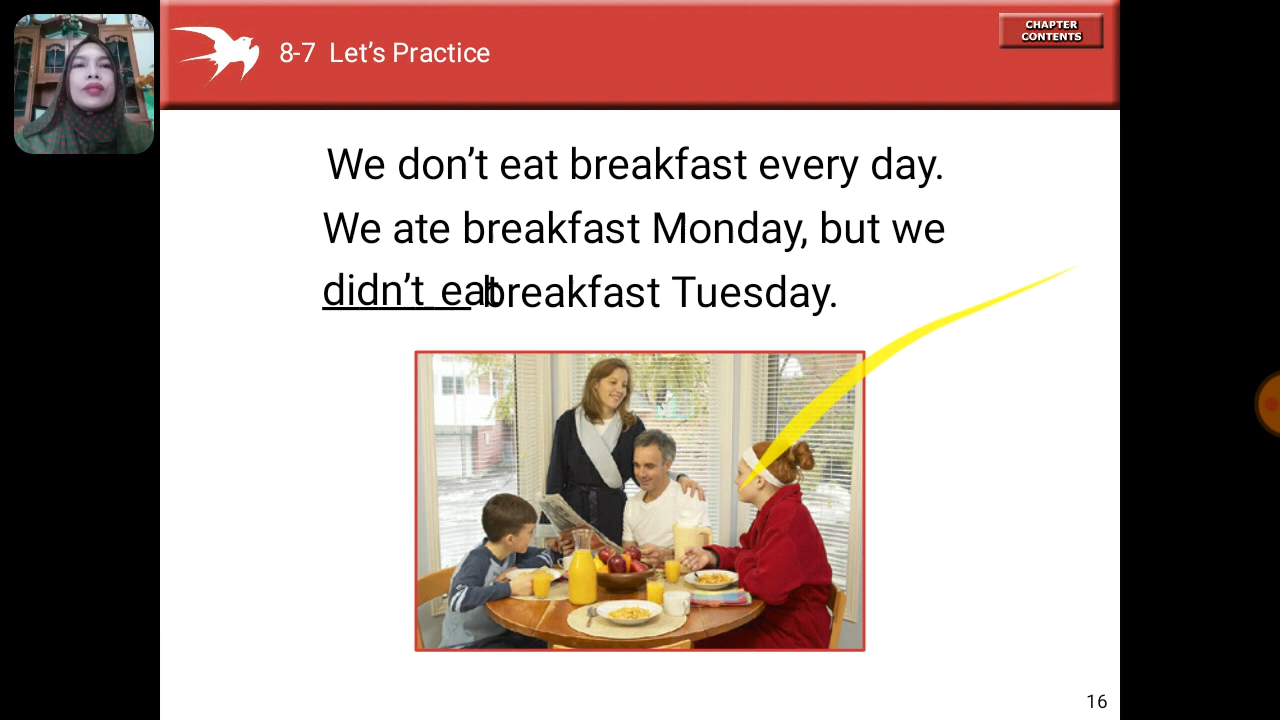 8-7 Let's Practice
CHAPTER
CONTENTS
We don't eat breakfast every day.
We ate breakfast Monday, but we
didn't eat breakfast Tuesday.
16